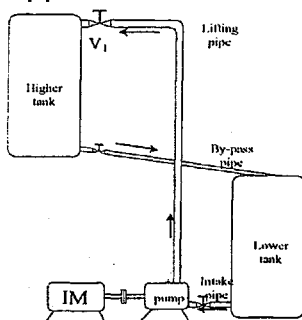 Lifting
pipe
V1
Higher
tank
By-pass
pipe
Lower
tank
Intake
pipe
IM
pump